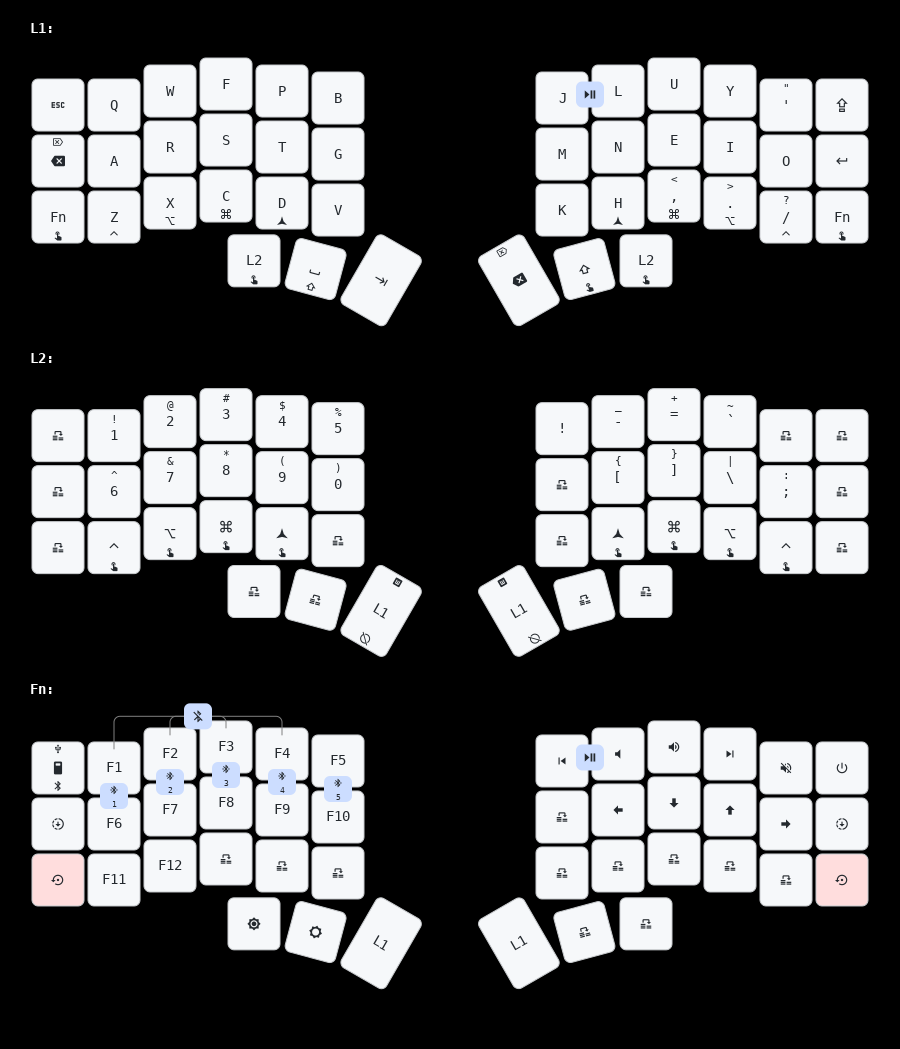 L1:
ESC Q W F P B J L U Y " '
A R S T G M N E I O
Fn Z X C D V K H < , > . ? / Fn
⌥ ⌘ ⌘ ⌥
^ ^
L2 L2
L2:
! 1 @ 2 # 3 $ 4 % 5 ! _ - + = ~ `
^ 6 & 7 * 8 ( 9 ) 0 { [ } ] | \ : ;
^ ⌥ ⌘ ⌘ ⌥ ^
L1 L1
Fn:
F1 F2 F3 F4 F5
1 2 3 4 5
F6 F7 F8 F9 F10
F11 F12
L1 L1